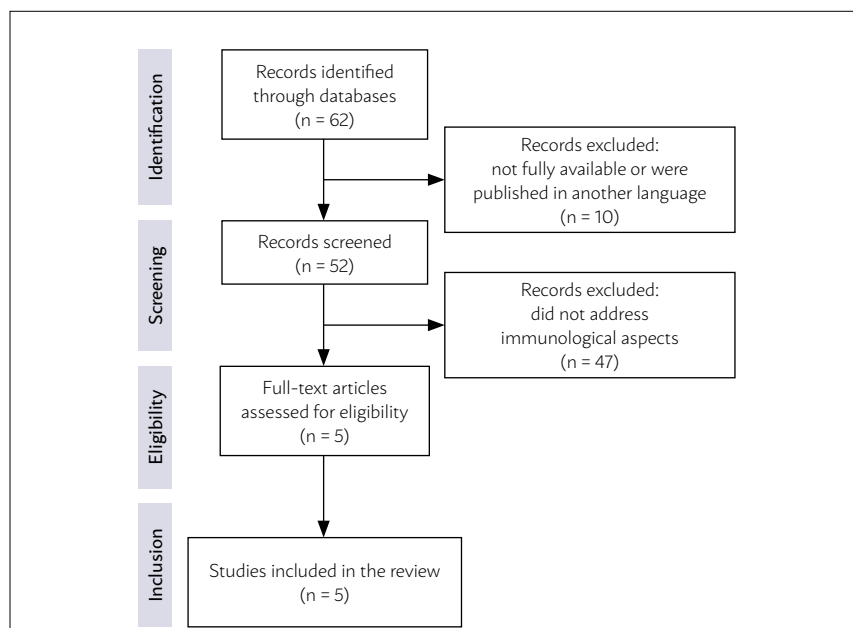 Identification
Records identified
through databases
(n = 62)
Records excluded:
not fully available or were
published in another language
(n = 10)
Screening
Records screened
(n = 52)
Records excluded:
did not address
immunological aspects
(n = 47)
Eligibility
Full-text articles
assessed for eligibility
(n = 5)
Inclusion
Studies included in the review
(n = 5)